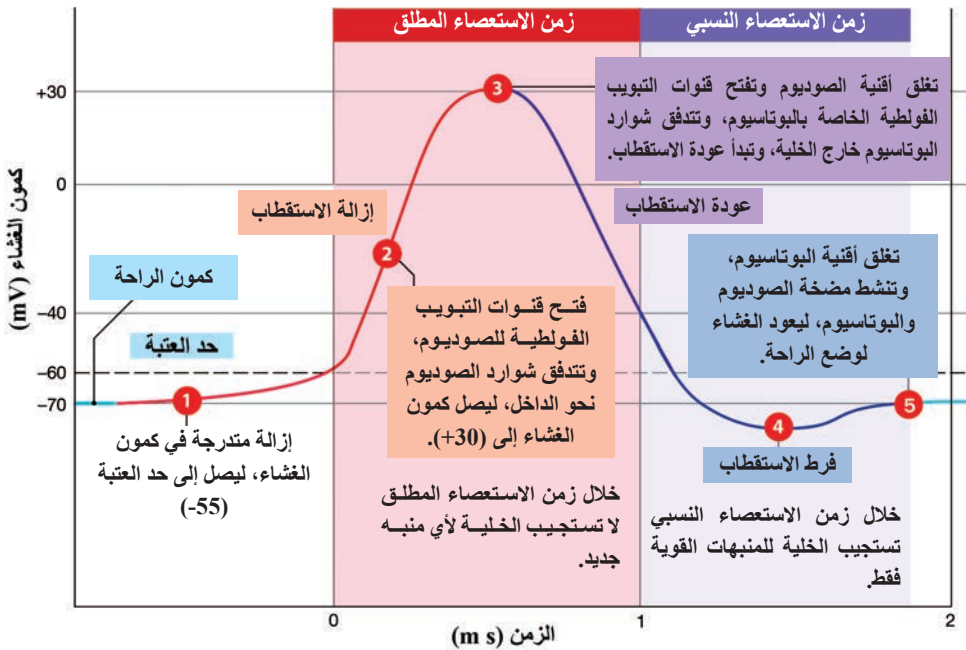 زمن الاستعصاء المطلق
زمن الاستعصاء النسبي
كمون الغشاء (mV)
+30
0
−40
−60
−70
3
تغلق أقنية الصوديوم وتفتح قنوات التبويب
الفولطية الخاصة بالبوتاسيوم، وتتدفق شوارد
البوتاسيوم خارج الخلية، وتبدأ عودة الاستقطاب.
عودة الاستقطاب
إزالة الاستقطاب
2
فتح قنوات التبويب
الفولطية للصوديوم،
وتتدفق شوارد الصوديوم
نحو الداخل، ليصل كمون
الغشاء إلى (30+).
تغلق أقنية البوتاسيوم،
وتنشط مضخة الصوديوم
والبوتاسيوم، ليعود الغشاء
لوضع الراحة.
كمون الراحة
حد العتبة
1
إزالة متدرجة في كمون
الغشاء، ليصل إلى حد العتبة
(55-)
5
4
فرط الاستقطاب
خلال زمن الاستعصاء المطلق
لا تستجيب الخلية لأي منبه
جديد.
خلال زمن الاستعصاء النسبي
تستجيب الخلية للمنبهات القوية
فقط.
0
1
2
الزمن (m s)